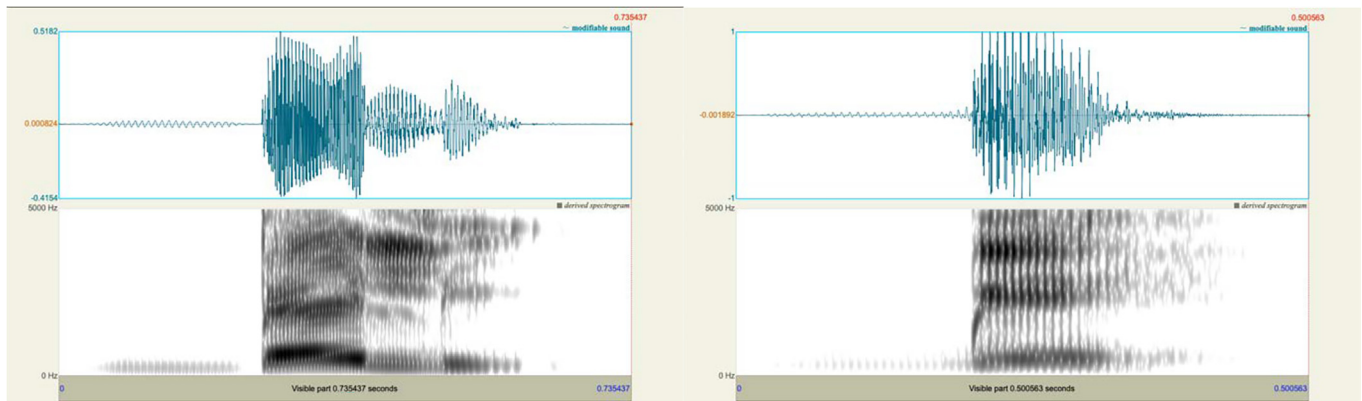 0.735437
0.5182
~ modifiable sound
0.000824
-0.4154
5000 Hz
■ derived spectrogram
0 Hz
0
Visible part 0.735437 seconds
0.735437
0.500563
1
~ modifiable sound
-0.001892
-1
5000 Hz
■ derived spectrogram
0 Hz
0
Visible part 0.500563 seconds
0.500563